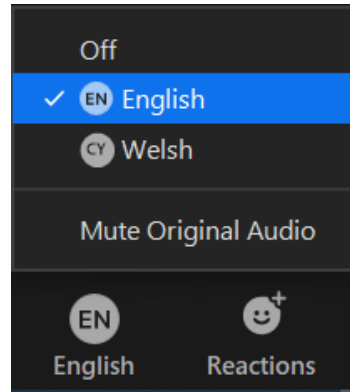 Off
EN English
CY Welsh
Mute Original Audio
EN
English Reactions